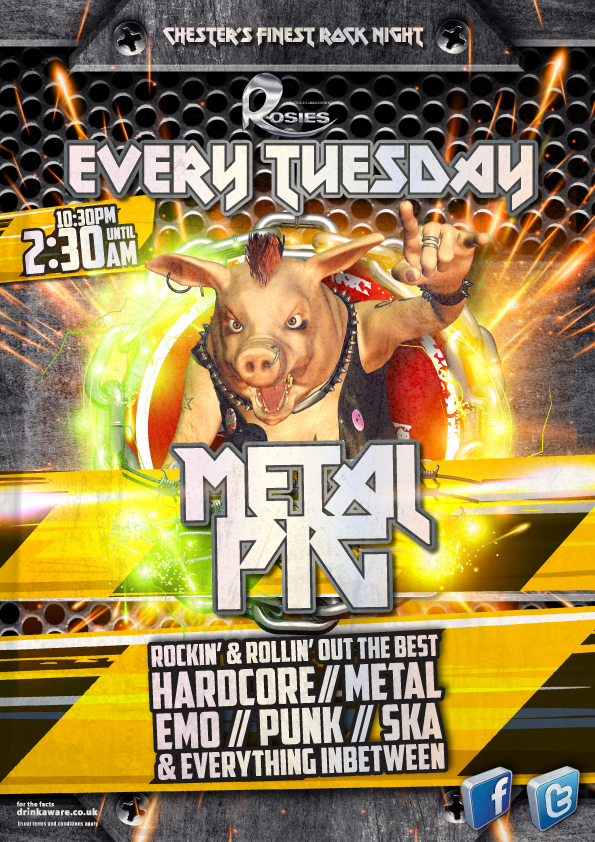 CHESTER'S FINEST ROCK NIGHT
ROSIES
EVERY TUESDAY
10:30PM
2:30 UNTIL AM
METAL
PIG
ROCKIN' & ROLLIN' OUT THE BEST
HARDCORE // METAL
EMO // PUNK // SKA
& EVERYTHING INBETWEEN
for the facts
drinkaware.co.uk
Usual terms and conditions apply